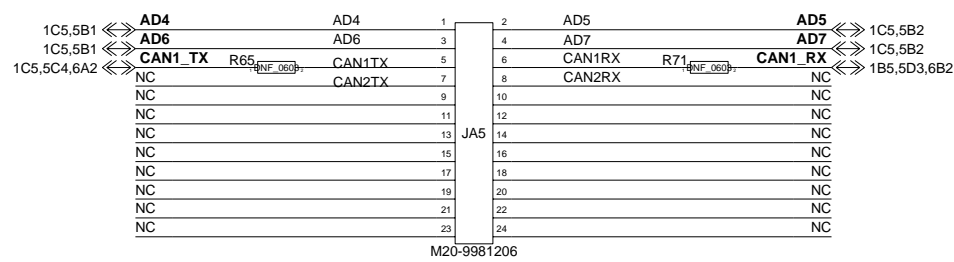 AD4 AD4 1 2 AD5 AD5
1C5,5B1 1C5,5B2
AD6 AD6 3 4 AD7 AD7
1C5,5B1 1C5,5B2
CAN1_TX R65 DNF_0603 CAN1TX 5 6 CAN1RX R71 DNF_0603 CAN1_RX
1C5,5C4,6A2 1B5,5D3,6B2
NC CAN2TX 7 8 CAN2RX NC
NC 9 10 NC
NC 11 12 NC
NC 13 JA5 14 NC
NC 15 16 NC
NC 17 18 NC
NC 19 20 NC
NC 21 22 NC
NC 23 24 NC
M20-9981206